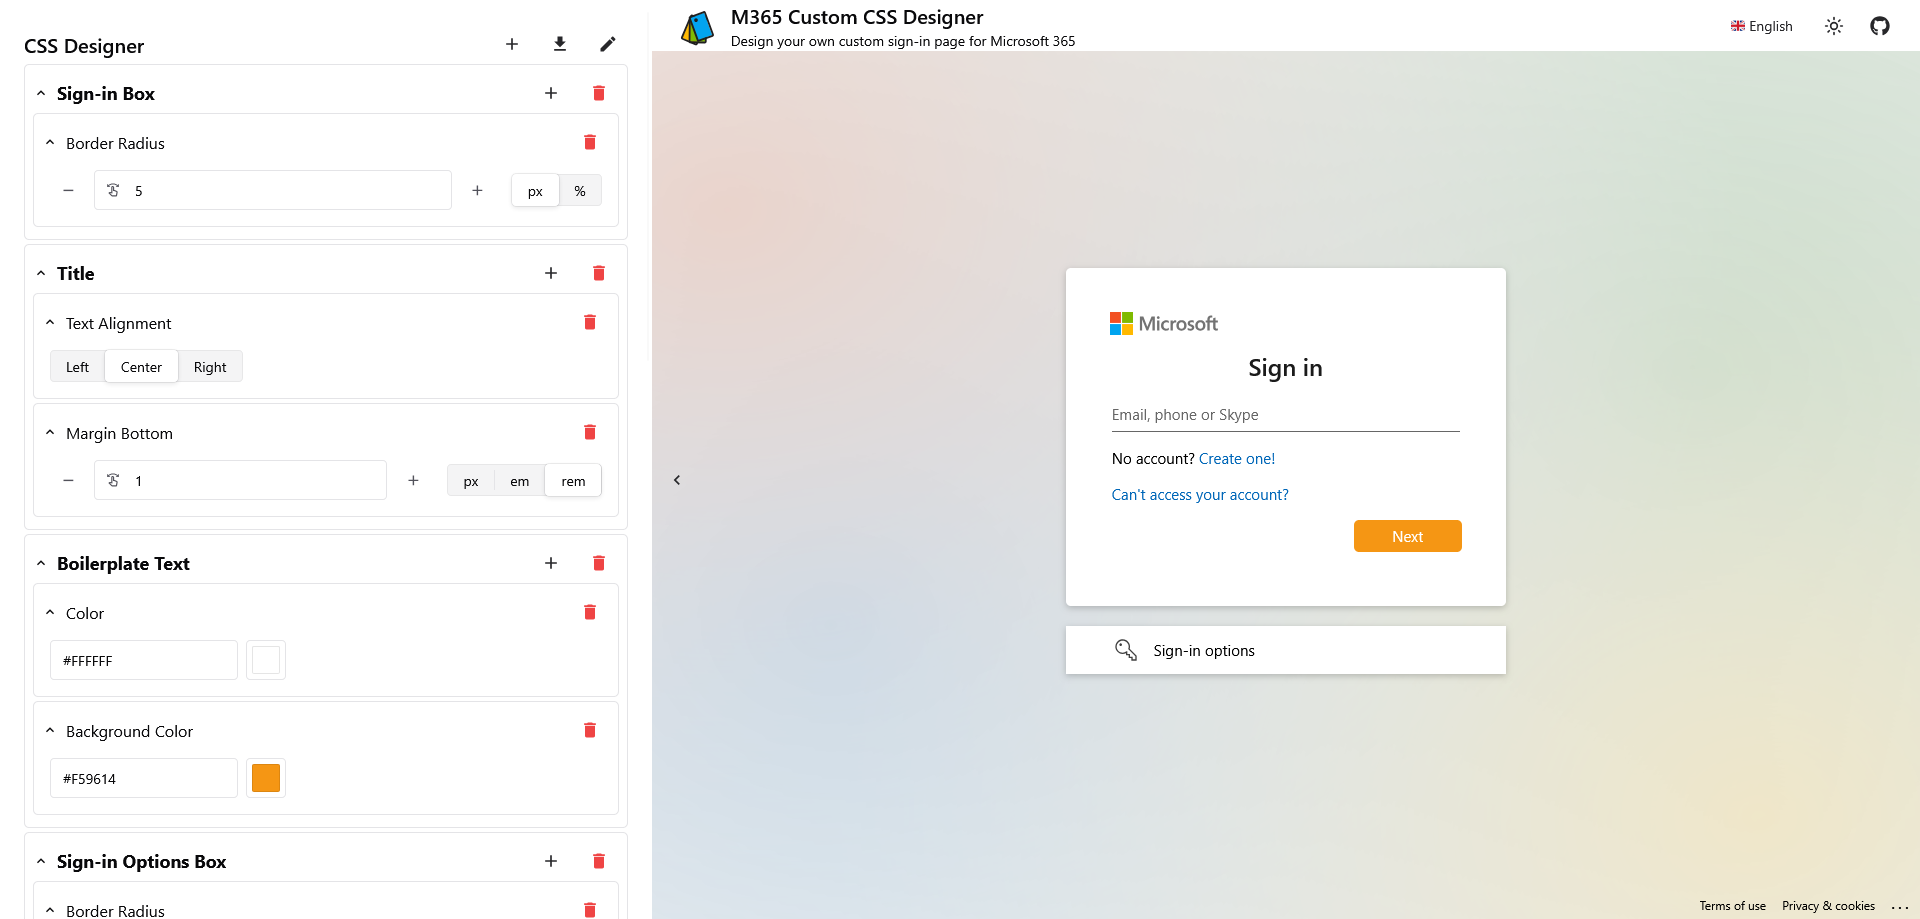 CSS Designer
Sign-in Box
Border Radius
5
px
%
Title
Text Alignment
Left
Center
Right
Margin Bottom
1
px
em
rem
Boilerplate Text
Color
#FFFFFF
Background Color
#F59614
Sign-in Options Box
Border Radius
M365 Custom CSS Designer
Design your own custom sign-in page for Microsoft 365
English
Microsoft
Sign in
Email, phone or Skype
No account? Create one!
Can't access your account?
Next
Sign-in options
Terms of use
Privacy & cookies
...